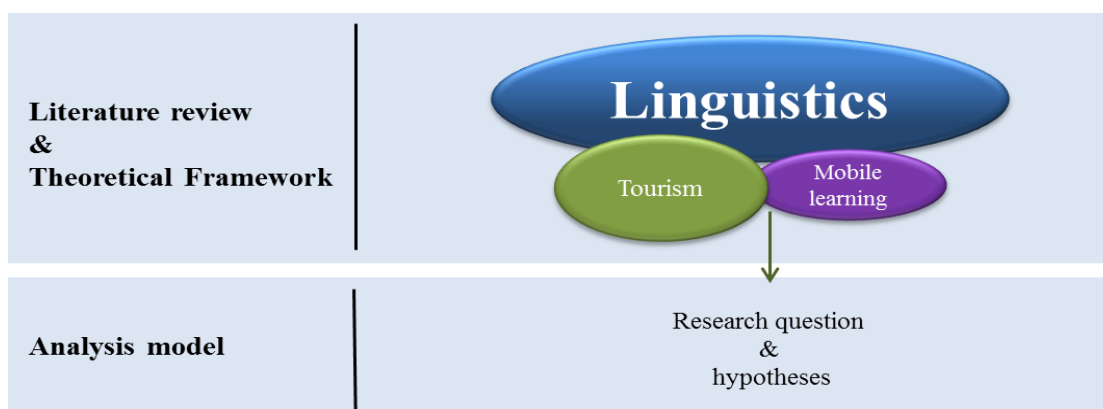 Literature review
&
Theoretical Framework
Linguistics
Tourism
Mobile
learning
Analysis model
Research question
&
hypotheses